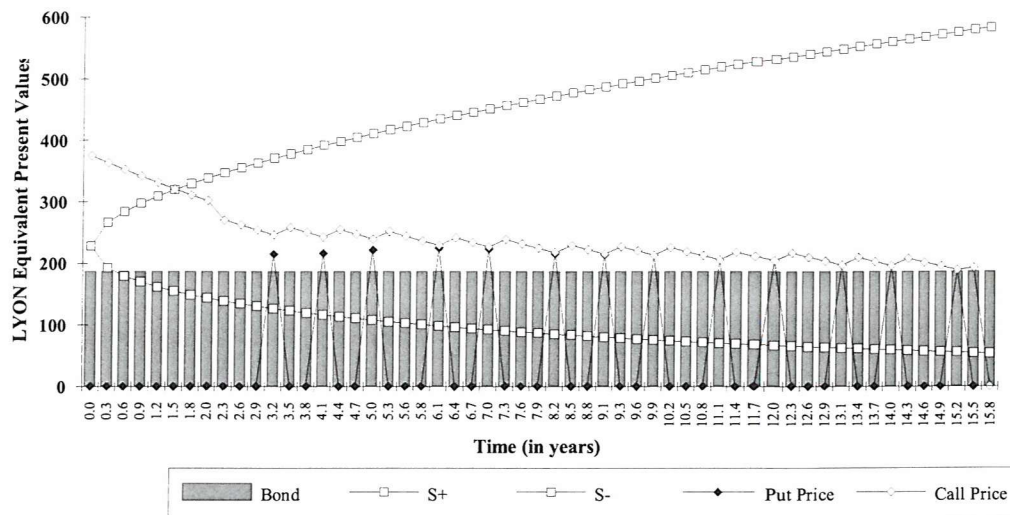 LYON Equivalent Present Values
600
500
400
300
200
100
0
0.0 0.3 0.6 0.9 1.2 1.5 1.8 2.0 2.3 2.6 2.9 3.2 3.5 3.8 4.1 4.4 4.7 5.0 5.3 5.6 5.8 6.1 6.4 6.7 7.0 7.3 7.6 7.9 8.2 8.5 8.8 9.1 9.3 9.6 9.9 10.2 10.5 10.8 11.1 11.4 11.7 12.0 12.3 12.6 12.9 13.1 13.4 13.7 14.0 14.3 14.6 14.9 15.2 15.5 15.8
Time (in years)
Bond S+ S- Put Price Call Price